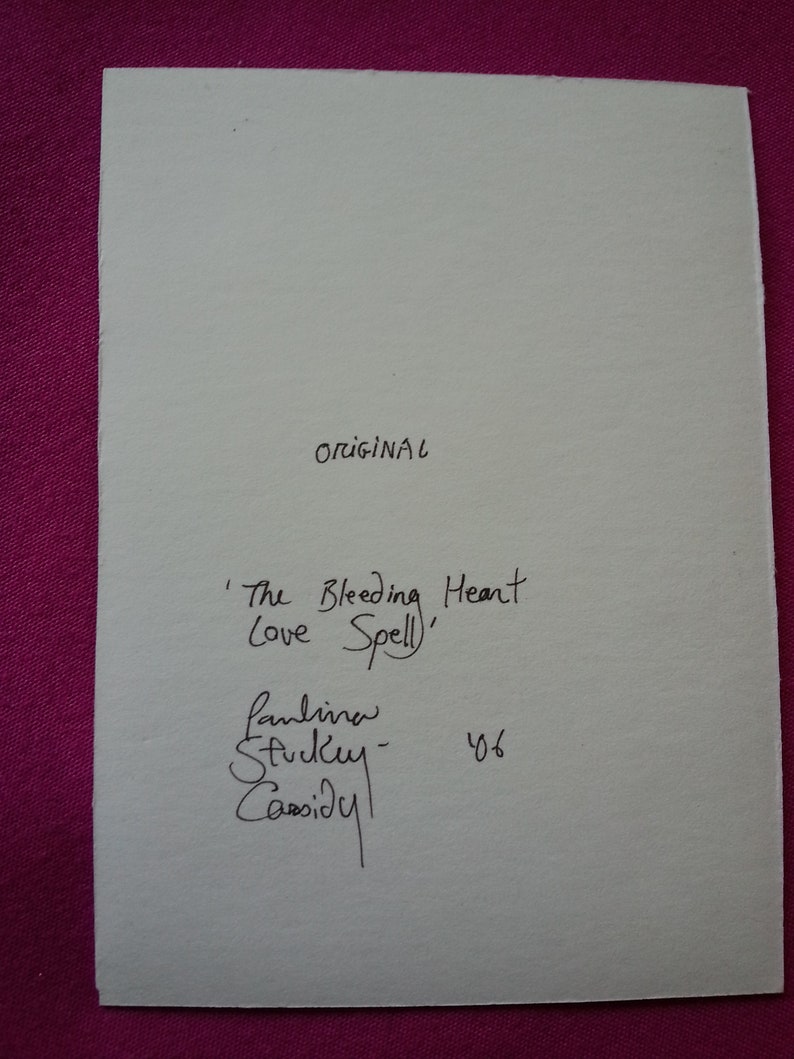 ORiGiNAL
'The Bleeding Heart
Love Spell'
Paulina
Stuckey-
Cassidy
'06